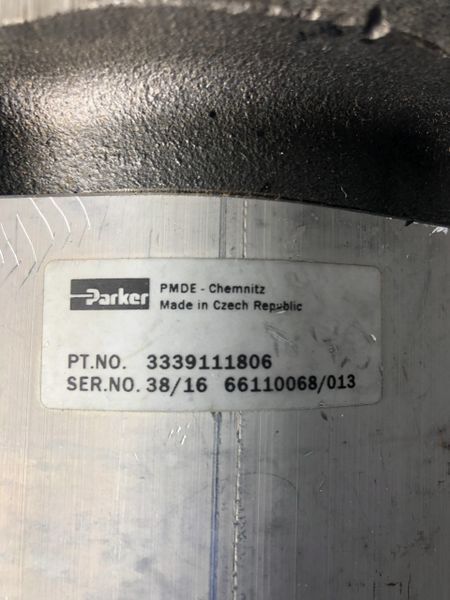 Parker
PMDE - Chemnitz
Made in Czech Republic
PT.NO. 3339111806
SER.NO. 38/16 66110068/013